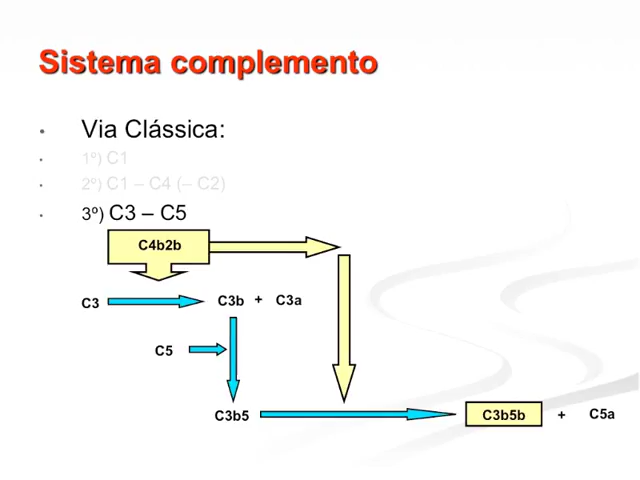 Sistema complemento
• Via Clássica:
• 1º) C1
• 2º) C1 – C4 (– C2)
• 3º) C3 – C5
C4b2b
C3 C3b + C3a
C5
C3b5 C3b5b + C5a